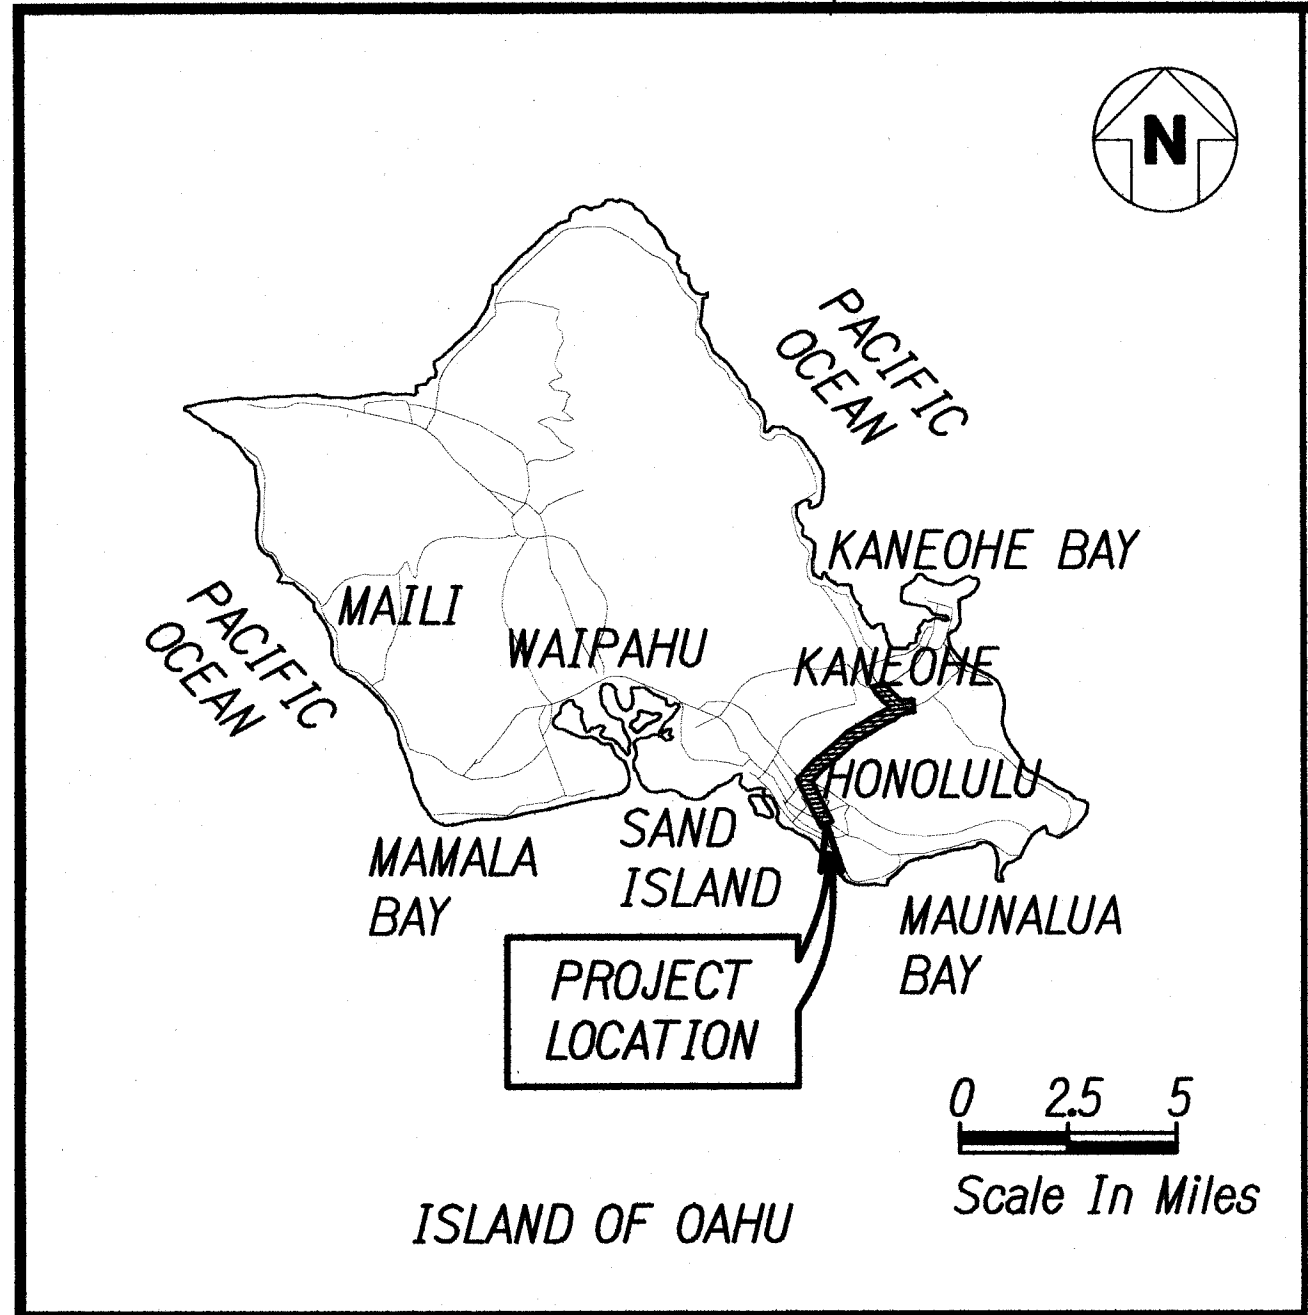 N
PACIFIC
OCEAN
KANEOHE BAY
MAILI
PACIFIC
OCEAN
WAIPAHU
KANEOHE
HONOLULU
SAND
ISLAND
MAMALA
BAY
MAUNALUA
BAY
PROJECT
LOCATION
0 2.5 5
Scale In Miles
ISLAND OF OAHU